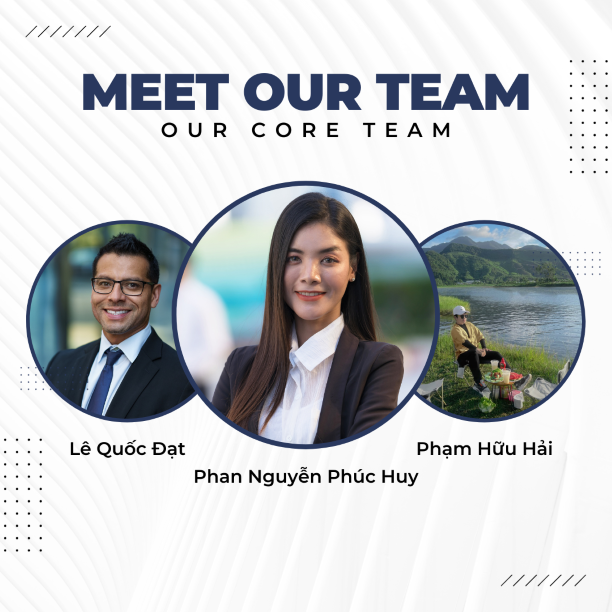 MEET OUR TEAM
OUR CORE TEAM
Lê Quốc Đạt
Phan Nguyễn Phúc Huy
Phạm Hữu Hải